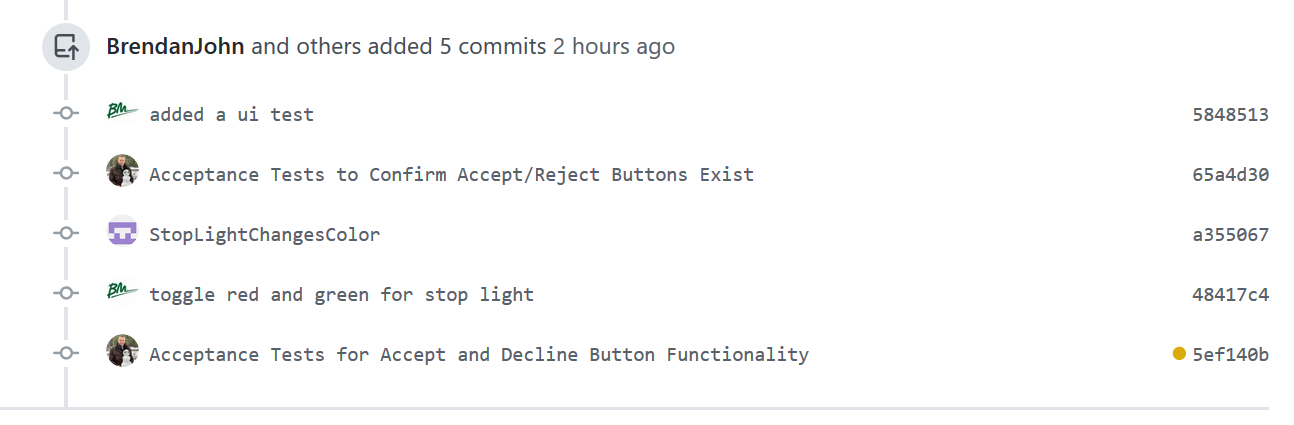 BrendanJohn and others added 5 commits 2 hours ago
BM added a ui test 5848513
Acceptance Tests to Confirm Accept/Reject Buttons Exist 65a4d30
StopLightChangesColor a355067
BM toggle red and green for stop light 48417c4
Acceptance Tests for Accept and Decline Button Functionality 5ef140b